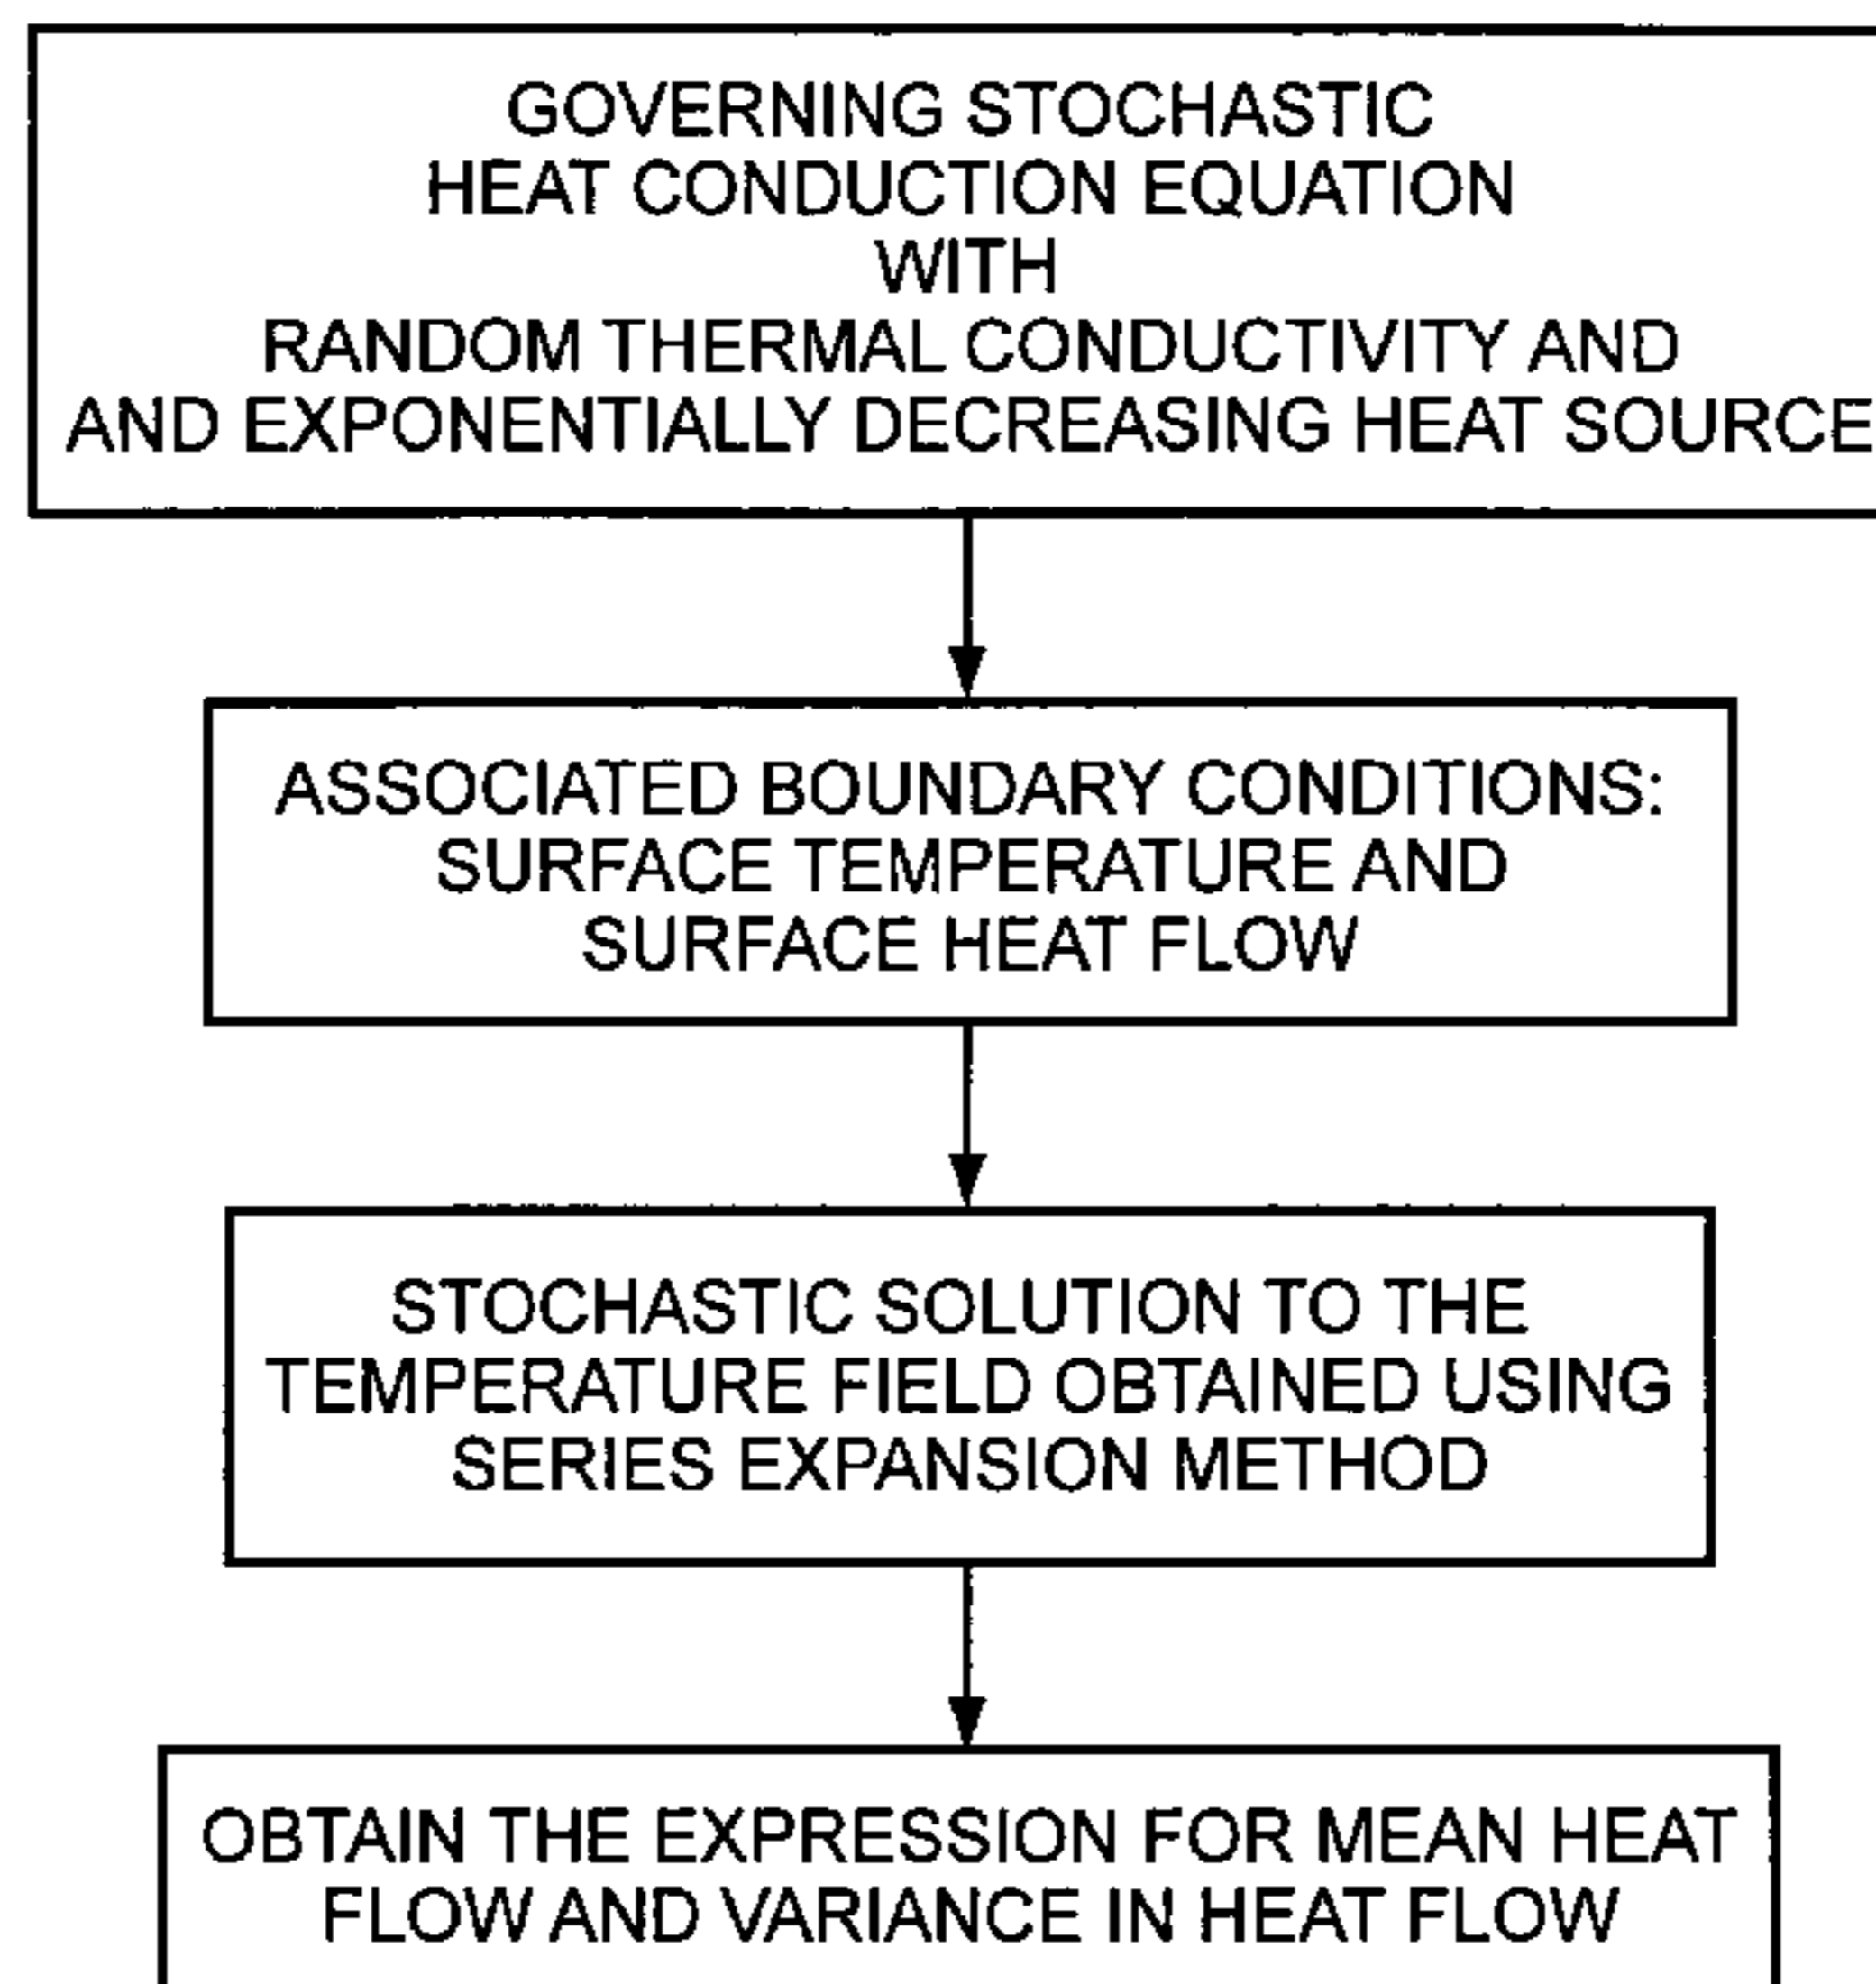 GOVERNING STOCHASTIC
HEAT CONDUCTION EQUATION
WITH
RANDOM THERMAL CONDUCTIVITY AND
AND EXPONENTIALLY DECREASING HEAT SOURCE
ASSOCIATED BOUNDARY CONDITIONS:
SURFACE TEMPERATURE AND
SURFACE HEAT FLOW
STOCHASTIC SOLUTION TO THE
TEMPERATURE FIELD OBTAINED USING
SERIES EXPANSION METHOD
OBTAIN THE EXPRESSION FOR MEAN HEAT
FLOW AND VARIANCE IN HEAT FLOW